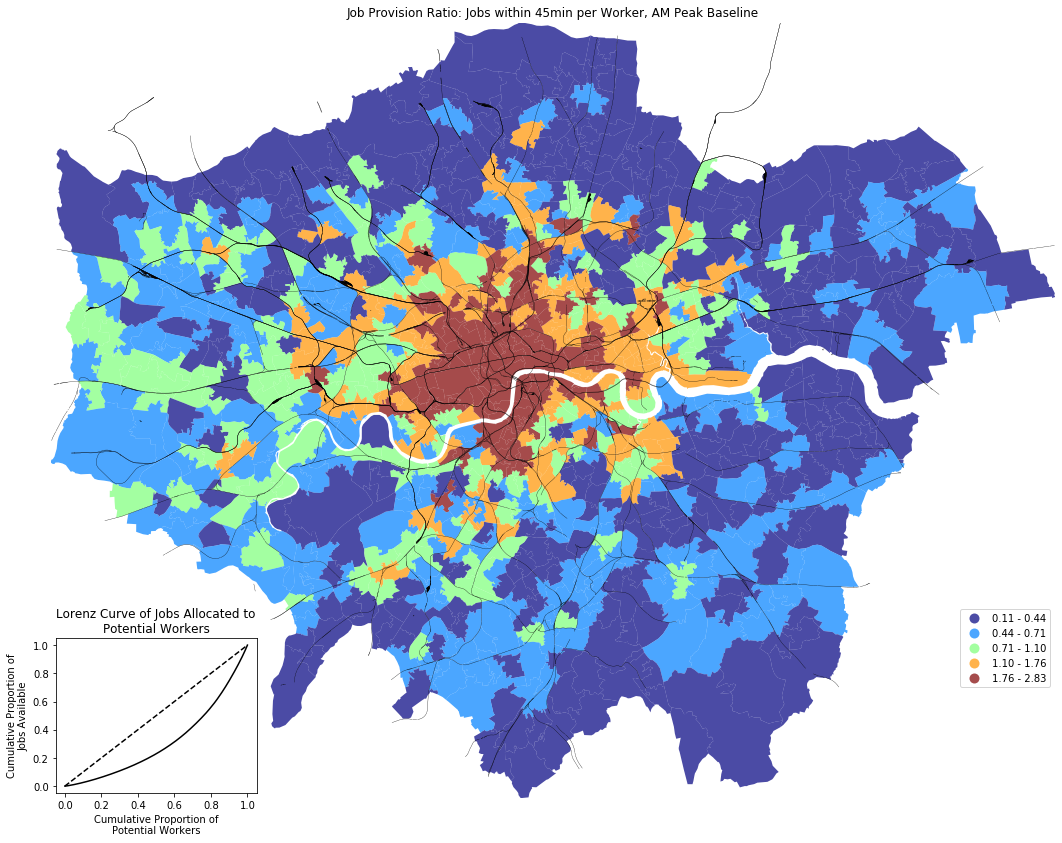 Job Provision Ratio: Jobs within 45min per Worker, AM Peak Baseline
0.11 - 0.44
0.44 - 0.71
0.71 - 1.10
1.10 - 1.76
1.76 - 2.83
Lorenz Curve of Jobs Allocated to
Potential Workers
Cumulative Proportion of
Jobs Available
1.0
0.8
0.6
0.4
0.2
0.0
0.0 0.2 0.4 0.6 0.8 1.0
Cumulative Proportion of
Potential Workers